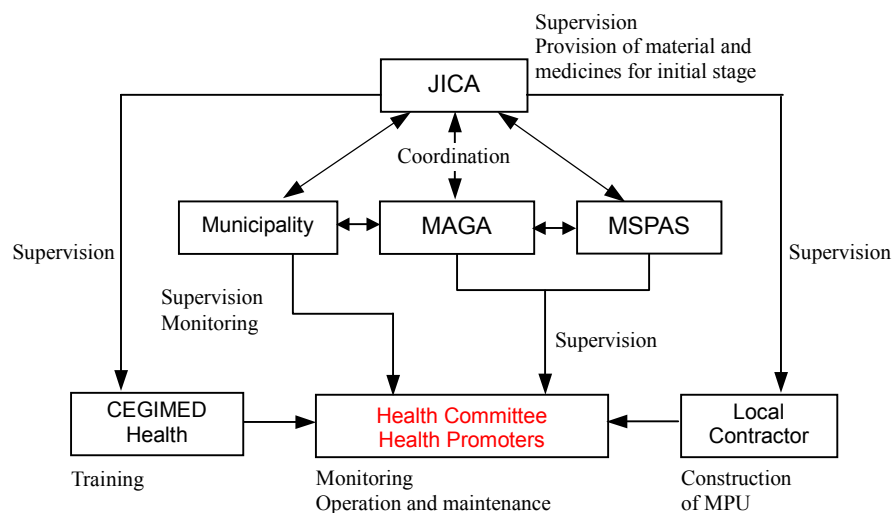 Supervision
Provision of material and
medicines for initial stage
JICA
Coordination
Municipality
MAGA
MSPAS
Supervision
Supervision
Supervision
Monitoring
Supervision
CEGIMED
Health
Health Committee
Health Promoters
Local
Contractor
Training
Monitoring
Operation and maintenance
Construction
of MPU